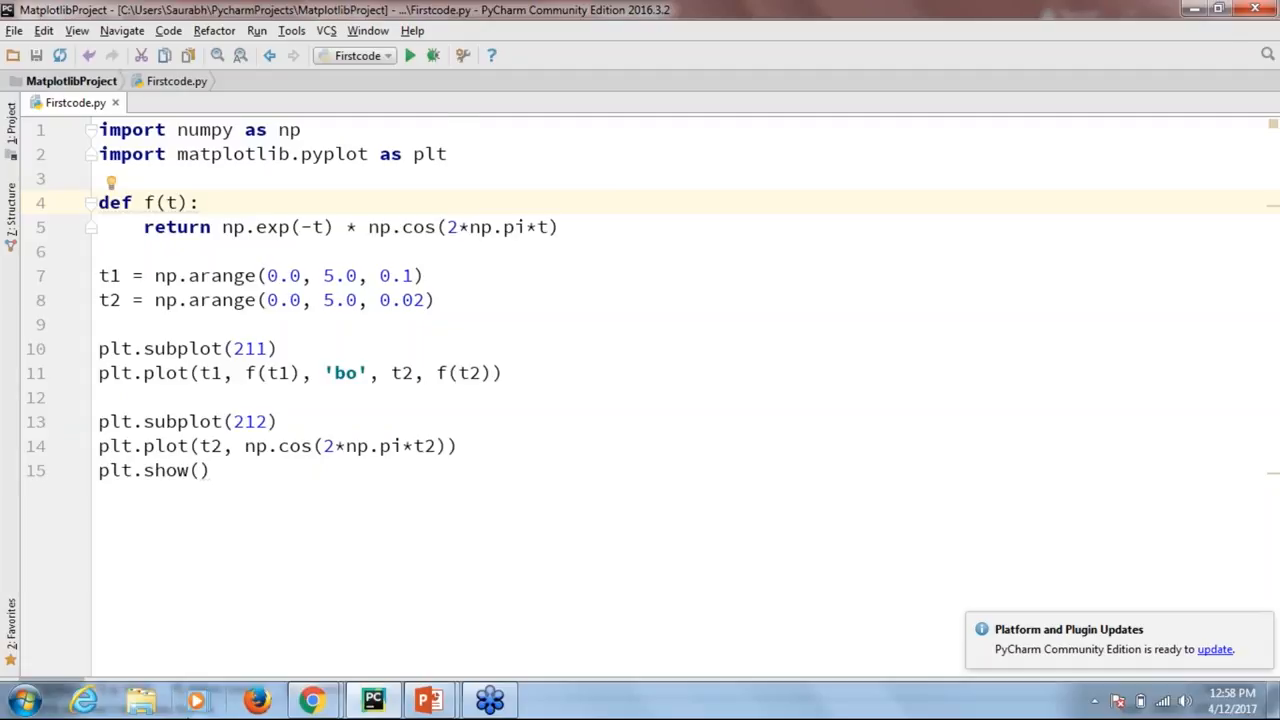 MatplotlibProject - [C:\Users\Saurabh\PycharmProjects\MatplotlibProject] - ...\Firstcode.py - PyCharm Community Edition 2016.3.2
File Edit View Navigate Code Refactor Run Tools VCS Window Help
Firstcode
MatplotlibProject Firstcode.py
Firstcode.py
1: Project
Z: Structure
2: Favorites
1 import numpy as np
2 import matplotlib.pyplot as plt
3
4 def f(t):
5 return np.exp(-t) * np.cos(2*np.pi*t)
6
7 t1 = np.arange(0.0, 5.0, 0.1)
8 t2 = np.arange(0.0, 5.0, 0.02)
9
10 plt.subplot(211)
11 plt.plot(t1, f(t1), 'bo', t2, f(t2))
12
13 plt.subplot(212)
14 plt.plot(t2, np.cos(2*np.pi*t2))
15 plt.show()
Platform and Plugin Updates
PyCharm Community Edition is ready to update.
PC
12:58 PM
4/12/2017